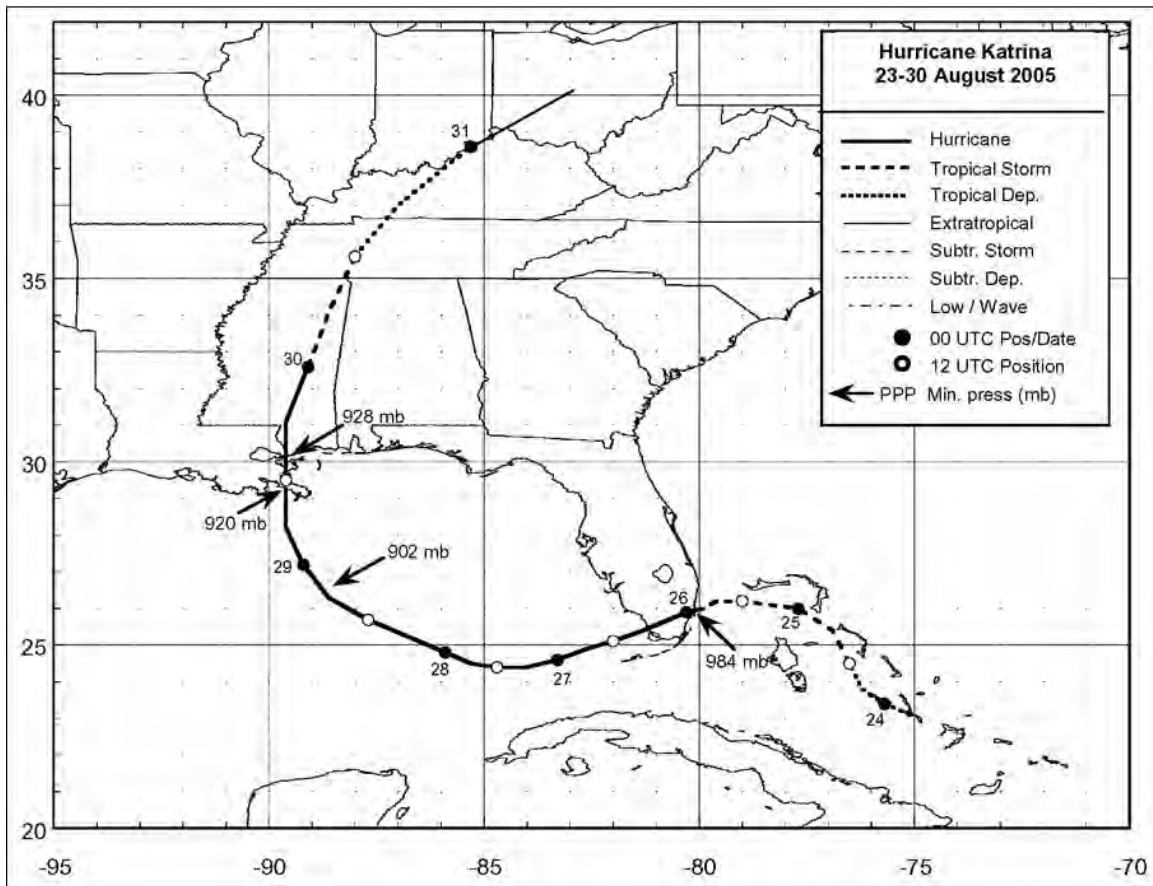 Hurricane Katrina
23-30 August 2005
Hurricane
Tropical Storm
Tropical Dep.
Extratropical
Subtr. Storm
Subtr. Dep.
Low / Wave
00 UTC Pos/Date
12 UTC Position
PPP Min. press (mb)
40
35
30
25
20
-95
-90
-85
-80
-75
-70
31
30
928 mb
920 mb
902 mb
29
28
27
26
25
984 mb
24